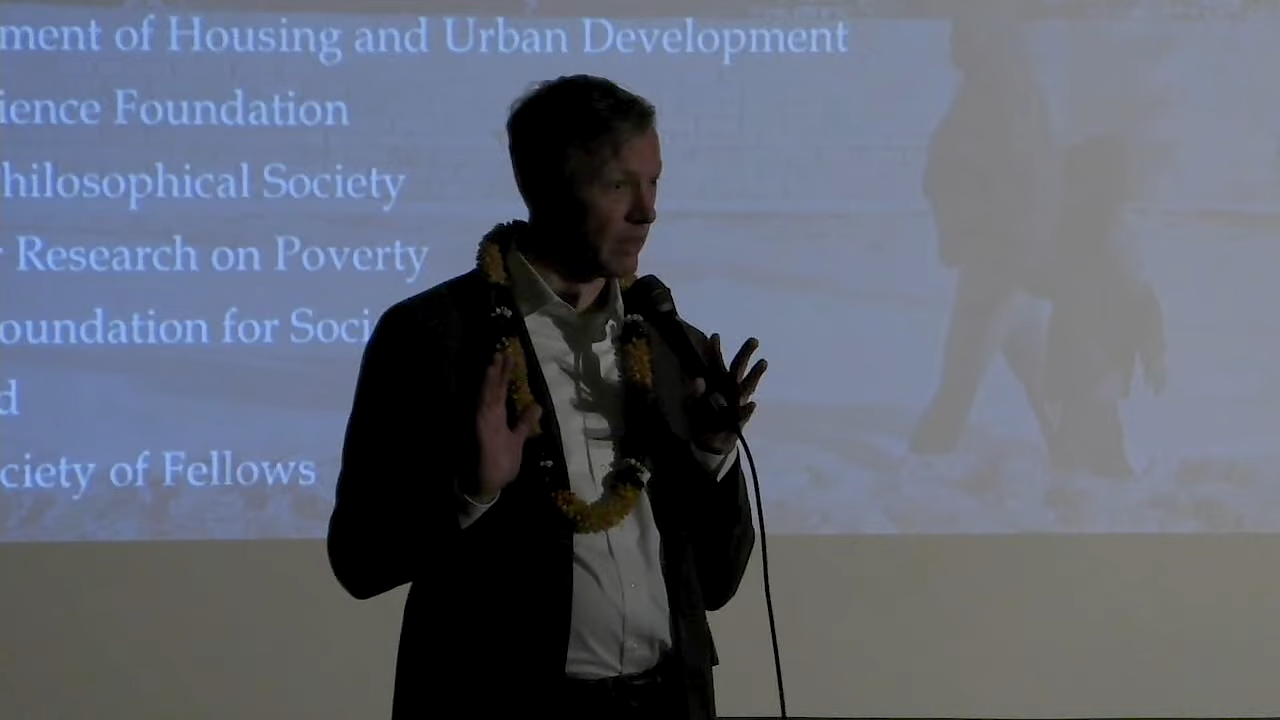 ment of Housing and Urban Development
ience Foundation
hilosophical Society
Research on Poverty
oundation for Soci
d
ciety of Fellows